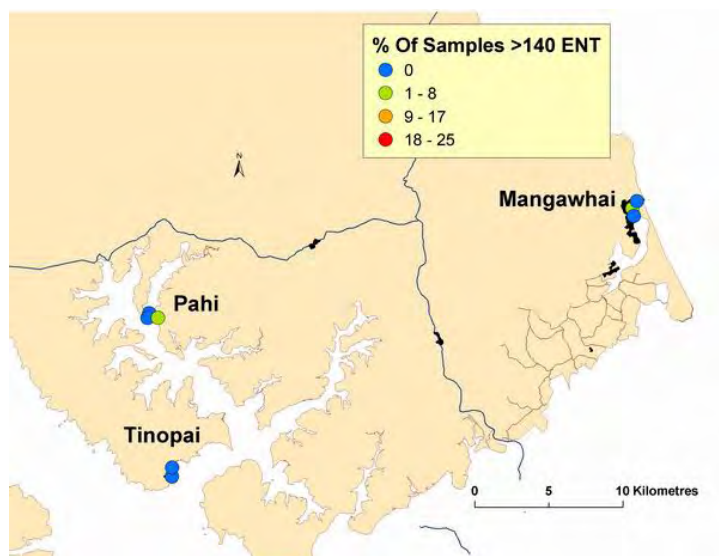 % Of Samples >140 ENT
0
1 - 8
9 - 17
18 - 25
N
Mangawhai
Pahi
Tinopai
0 5 10 Kilometres